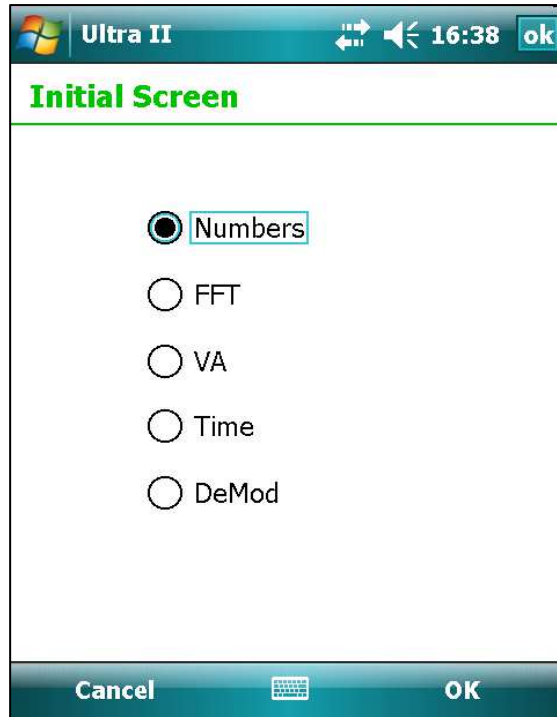 Ultra II 16:38 ok
Initial Screen
Numbers
FFT
VA
Time
DeMod
Cancel OK